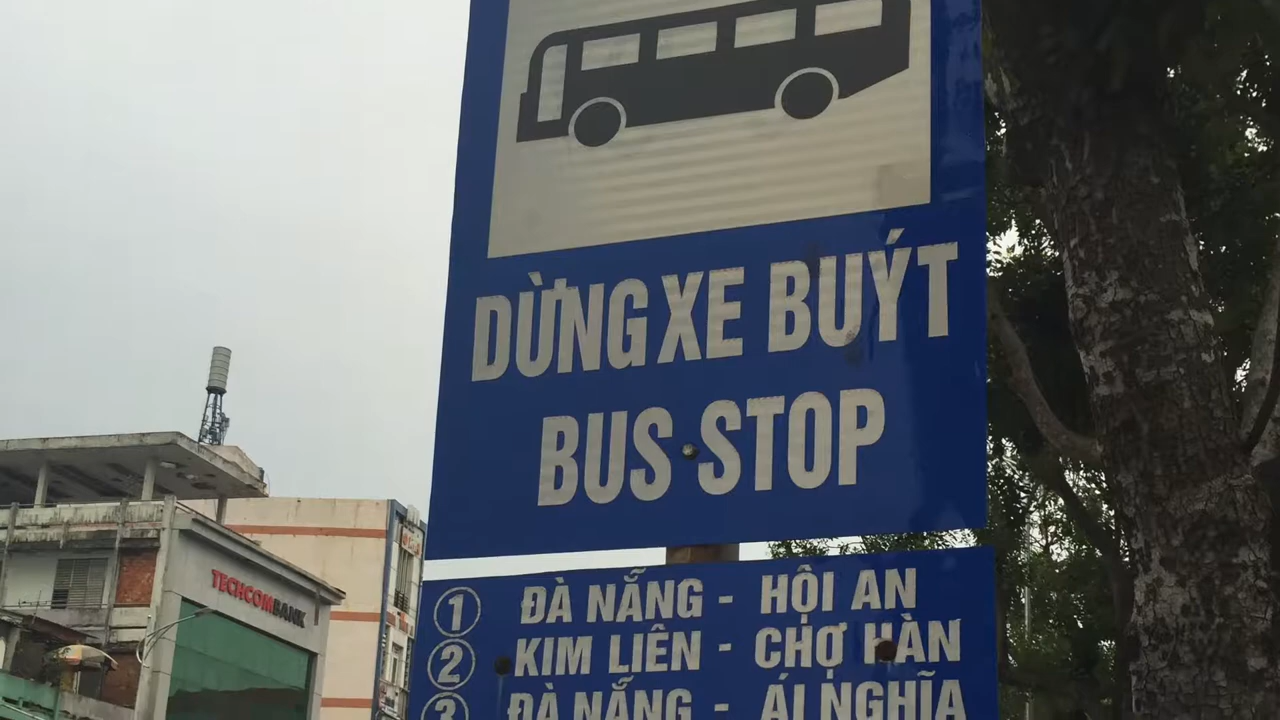 DỪNG XE BUÝT
BUS STOP
1 ĐÀ NẴNG - HỘI AN
2 KIM LIÊN - CHỢ HÀN
3 ĐÀ NẴNG - ÁI NGHĨA
TECHCOMBANK